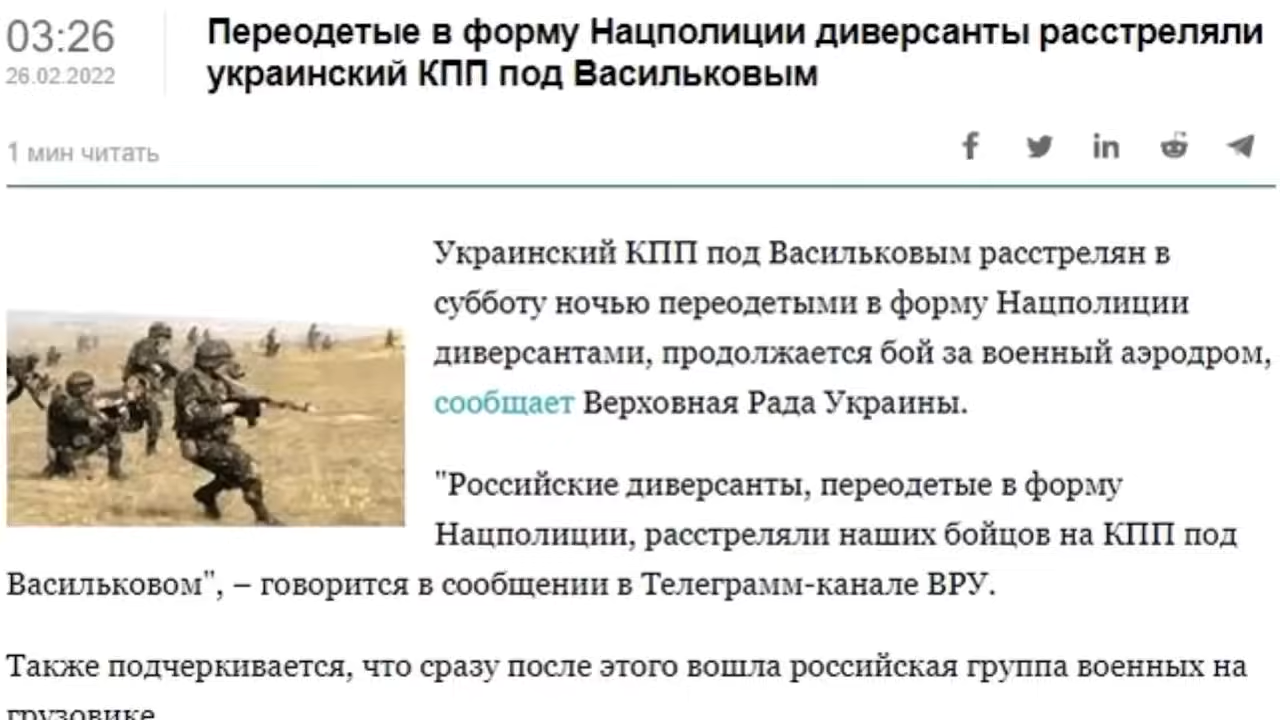 03:26
26.02.2022
Переодетые в форму Нацполиции диверсанты расстреляли
украинский КПП под Васильковым
1 мин читать
Украинский КПП под Васильковым расстрелян в
субботу ночью переодетыми в форму Нацполиции
диверсантами, продолжается бой за военный аэродром,
сообщает Верховная Рада Украины.
"Российские диверсанты, переодетые в форму
Нацполиции, расстреляли наших бойцов на КПП под
Васильковом", – говорится в сообщении в Телеграмм-канале ВРУ.
Также подчеркивается, что сразу после этого вошла российская группа военных на
грузовике.